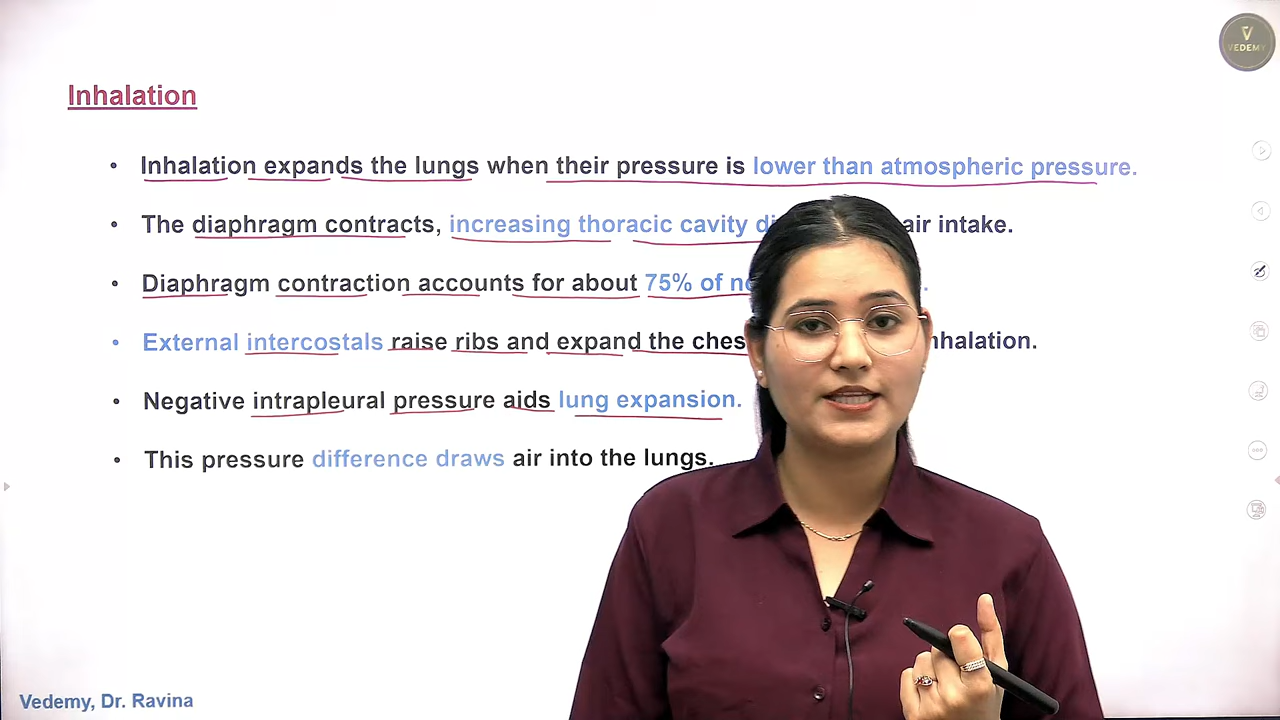 VEDEMY
Inhalation
• Inhalation expands the lungs when their pressure is lower than atmospheric pressure.
• The diaphragm contracts, increasing thoracic cavity air intake.
• Diaphragm contraction accounts for about 75% of
• External intercostals raise ribs and expand the inhalation.
• Negative intrapleural pressure aids lung expansion.
• This pressure difference draws air into the lungs.
Vedemy, Dr. Ravina